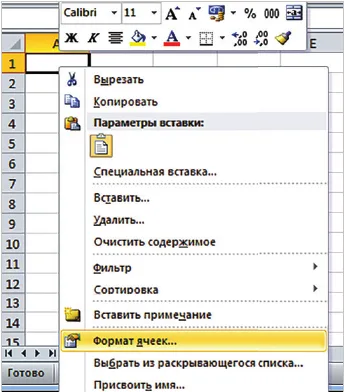 Calibri 11 А А % 000
Ж К А ,00 ,0
A E
1
2
3
4
5
6
7
8
9
10
11
12
13
14
15
Вырезать
Копировать
Параметры вставки:
Специальная вставка...
Вставить...
Удалить...
Очистить содержимое
Фильтр
Сортировка
Вставить примечание
Формат ячеек...
Выбрать из раскрывающегося списка...
Присвоить имя...
Готово